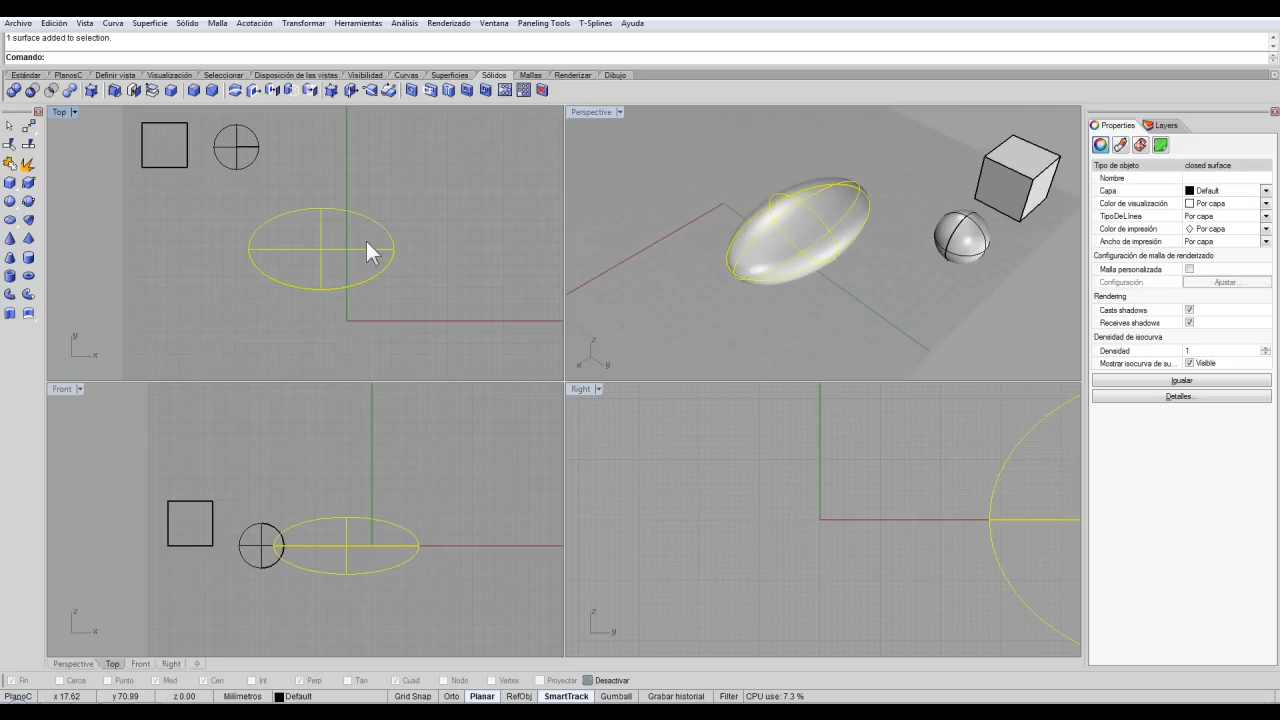 Archivo Edición Vista Curva Superficie Sólido Malla Acotación Transformar Herramientas Análisis Renderizado Ventana Paneling Tools T-Splines Ayuda
1 surface added to selection.
Comando:
Estándar PlanosC Definir vista Visualización Seleccionar Disposición de las vistas Visibilidad Curvas Superficies Sólidos Mallas Renderizar Dibujo
Top
Perspective
Front
Right
y
x
z
x
y
z
x
z
y
Properties Layers
Tipo de objeto closed surface
Nombre
Capa Default
Color de visualización Por capa
TipoDeLínea Por capa
Color de impresión Por capa
Ancho de impresión Por capa
Configuración de malla de renderizado
Malla personalizada
Configuración Ajustar...
Rendering
Casts shadows
Receives shadows
Densidad de isocurva
Densidad 1
Mostrar isocurva de su... Visible
Igualar
Detalles...
Perspective Top Front Right
Fin Cerca Punto Med Cen Int Perp Tan Cuad Nodo Vertex Proyectar Desactivar
PlanoC x 17.62 y 70.99 z 0.00 Milímetros Default Grid Snap Orto Planar RefObj SmartTrack Gumball Grabar historial Filter CPU use: 7.3 %